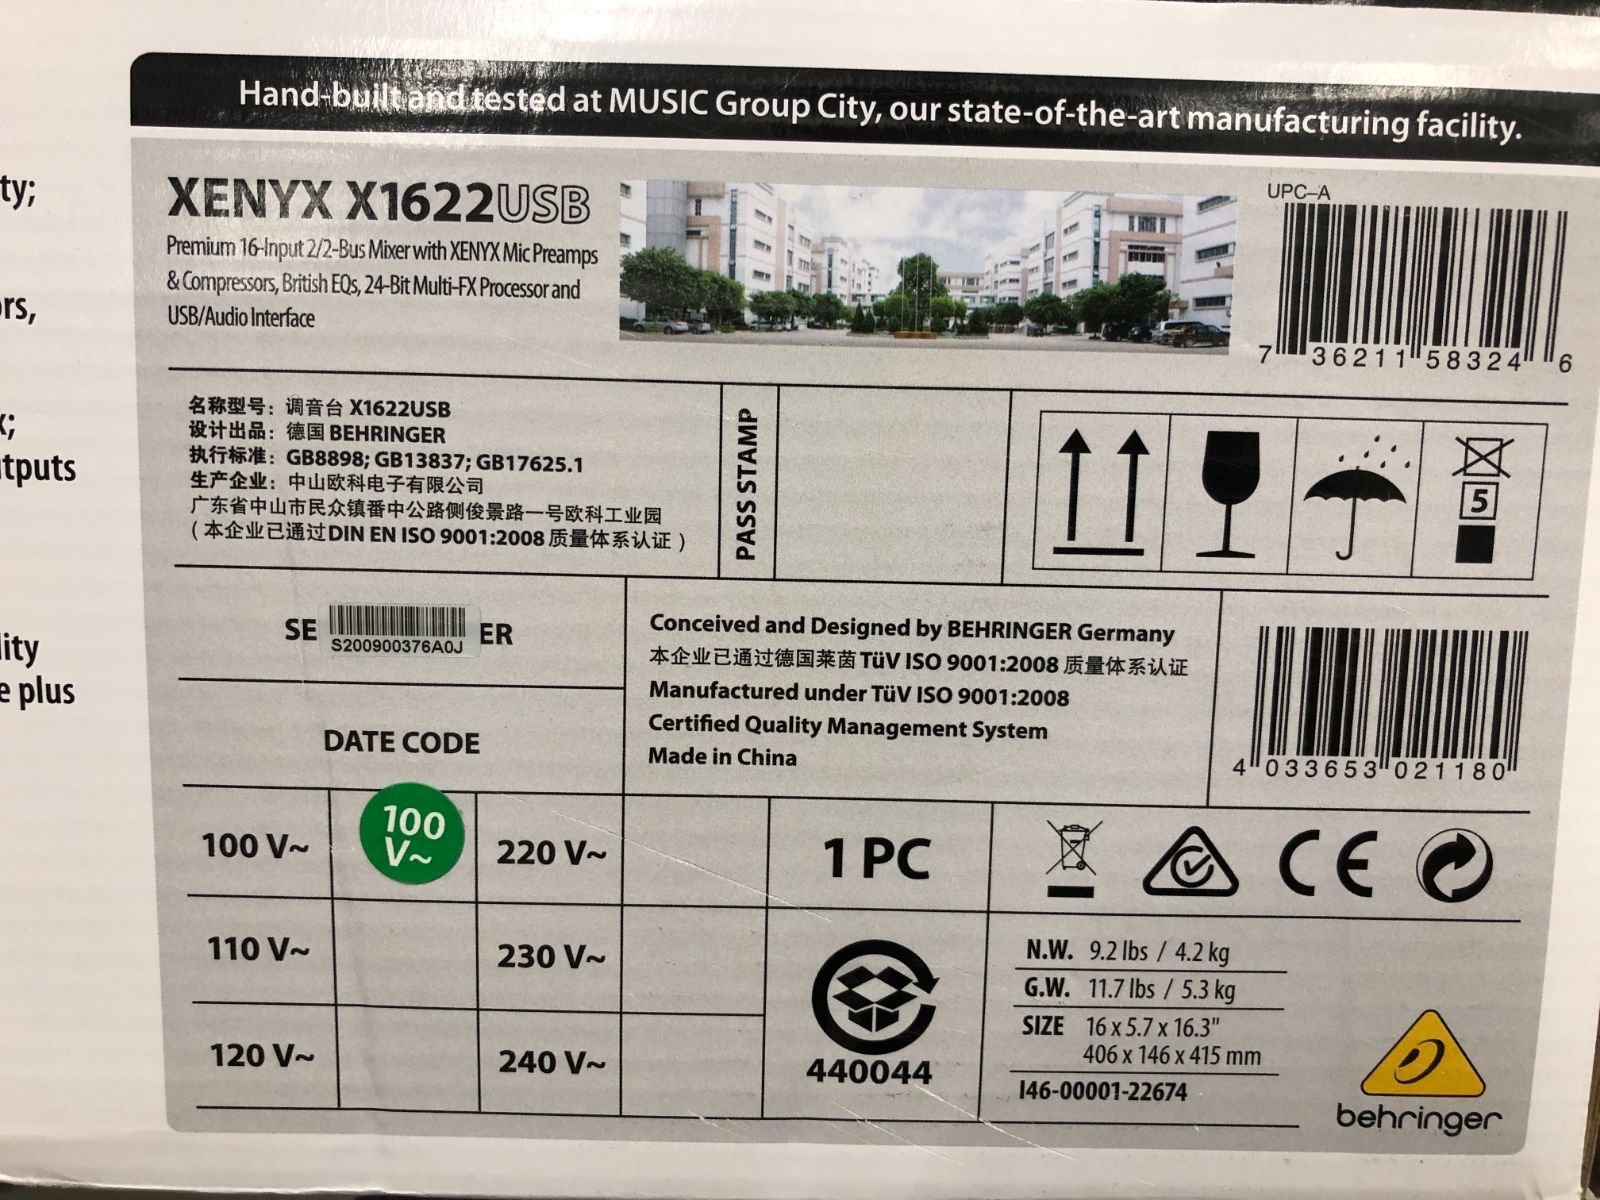 Hand-built and tested at MUSIC Group City, our state-of-the-art manufacturing facility.
ty;
rs,
tputs
lity
e plus
XENYX X1622USB
Premium 16-Input 2/2-Bus Mixer with XENYX Mic Preamps
& Compressors, British EQs, 24-Bit Multi-FX Processor and
USB/Audio Interface
UPC-A
7 36211 58324 6
名称型号：调音台 X1622USB
设计出品：德国 BEHRINGER
执行标准：GB8898; GB13837; GB17625.1
生产企业：中山欧科电子有限公司
广东省中山市民众镇番中公路侧俊景路一号欧科工业园
（本企业已通过DIN EN ISO 9001:2008 质量体系认证）
PASS STAMP
5
SE ER
S200900376A0J
Conceived and Designed by BEHRINGER Germany
本企业已通过德国莱茵 TüV ISO 9001:2008 质量体系认证
Manufactured under TüV ISO 9001:2008
Certified Quality Management System
Made in China
4 033653 021180
DATE CODE
100 V~
100
V~
220 V~
110 V~
230 V~
120 V~
240 V~
1 PC
440044
CE
N.W. 9.2 lbs / 4.2 kg
G.W. 11.7 lbs / 5.3 kg
SIZE 16 x 5.7 x 16.3"
406 x 146 x 415 mm
I46-00001-22674
behringer